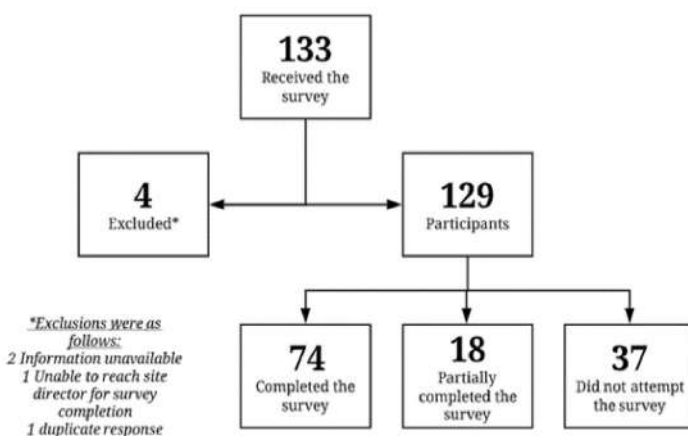 133
Received the
survey
4
Excluded*
129
Participants
*Exclusions were as
follows:
2 Information unavailable
1 Unable to reach site
director for survey
completion
1 duplicate response
74
Completed the
survey
18
Partially
completed the
survey
37
Did not attempt
the survey